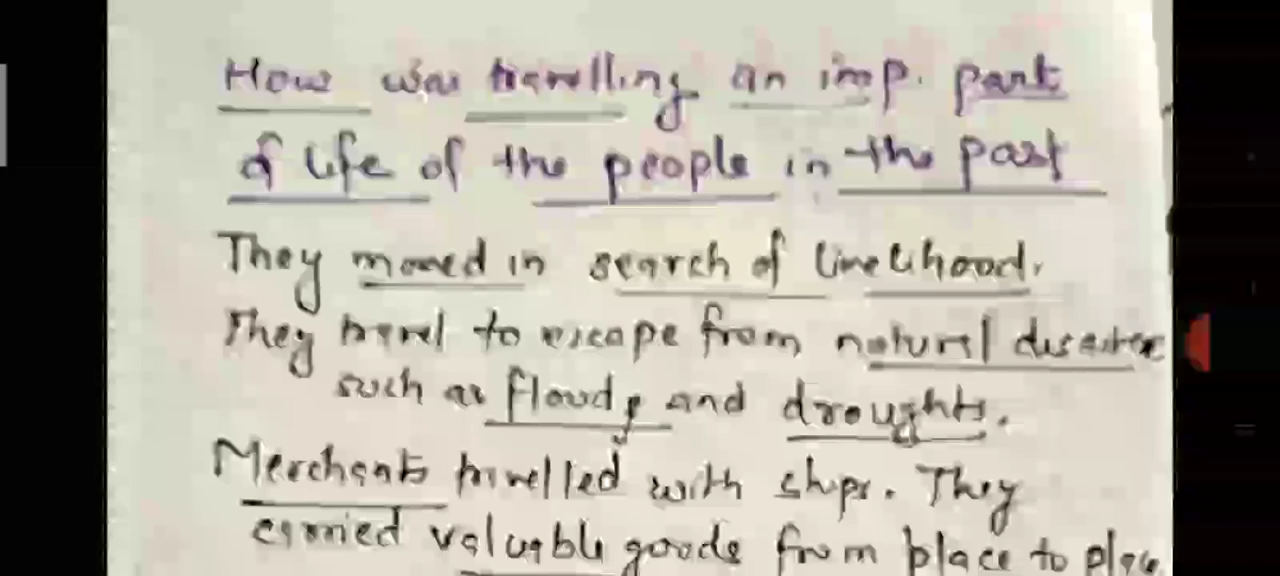 How was travelling an imp. part
of life of the people in the past
They moved in search of livelihood.
They travel to escape from natural disaster
such as floods and droughts.
Merchants travelled with ships. They
carried valuable goods from place to place